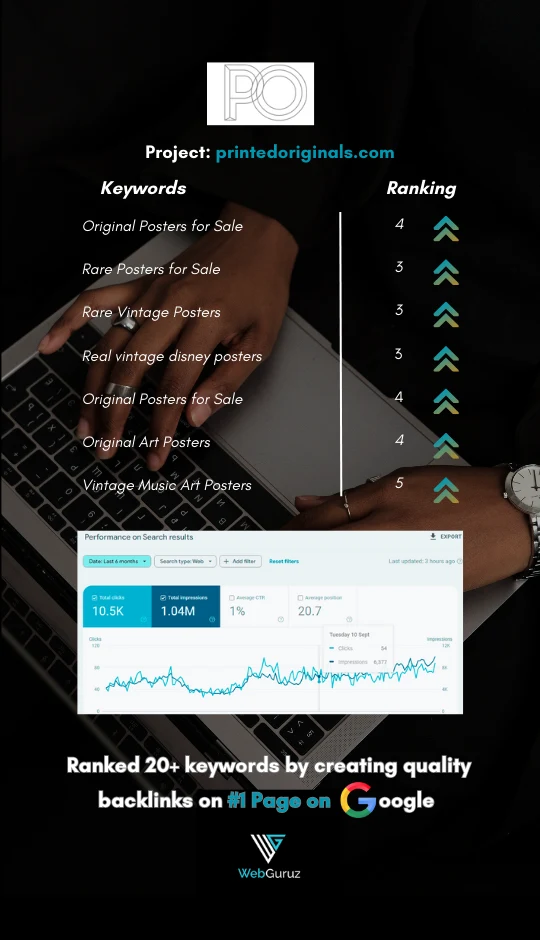 PO
Project: printedoriginals.com
Keywords Ranking
Original Posters for Sale 4
Rare Posters for Sale 3
Rare Vintage Posters 3
Real vintage disney posters 3
Original Posters for Sale 4
Original Art Posters 4
Vintage Music Art Posters 5
Performance on Search results EXPORT
Date: Last 6 months Search type: Web + Add filter Reset filters Last updated: 3 hours ago
Total clicks Total impressions Average CTR Average position
10.5K 1.04M 1% 20.7
Tuesday 10 Sept
Clicks 54
Impressions 6,577
Clicks Impressions
120 12K
80 8K
40 4K
0 0
Ranked 20+ keywords by creating quality
backlinks on #1 Page on Google
WebGuruz